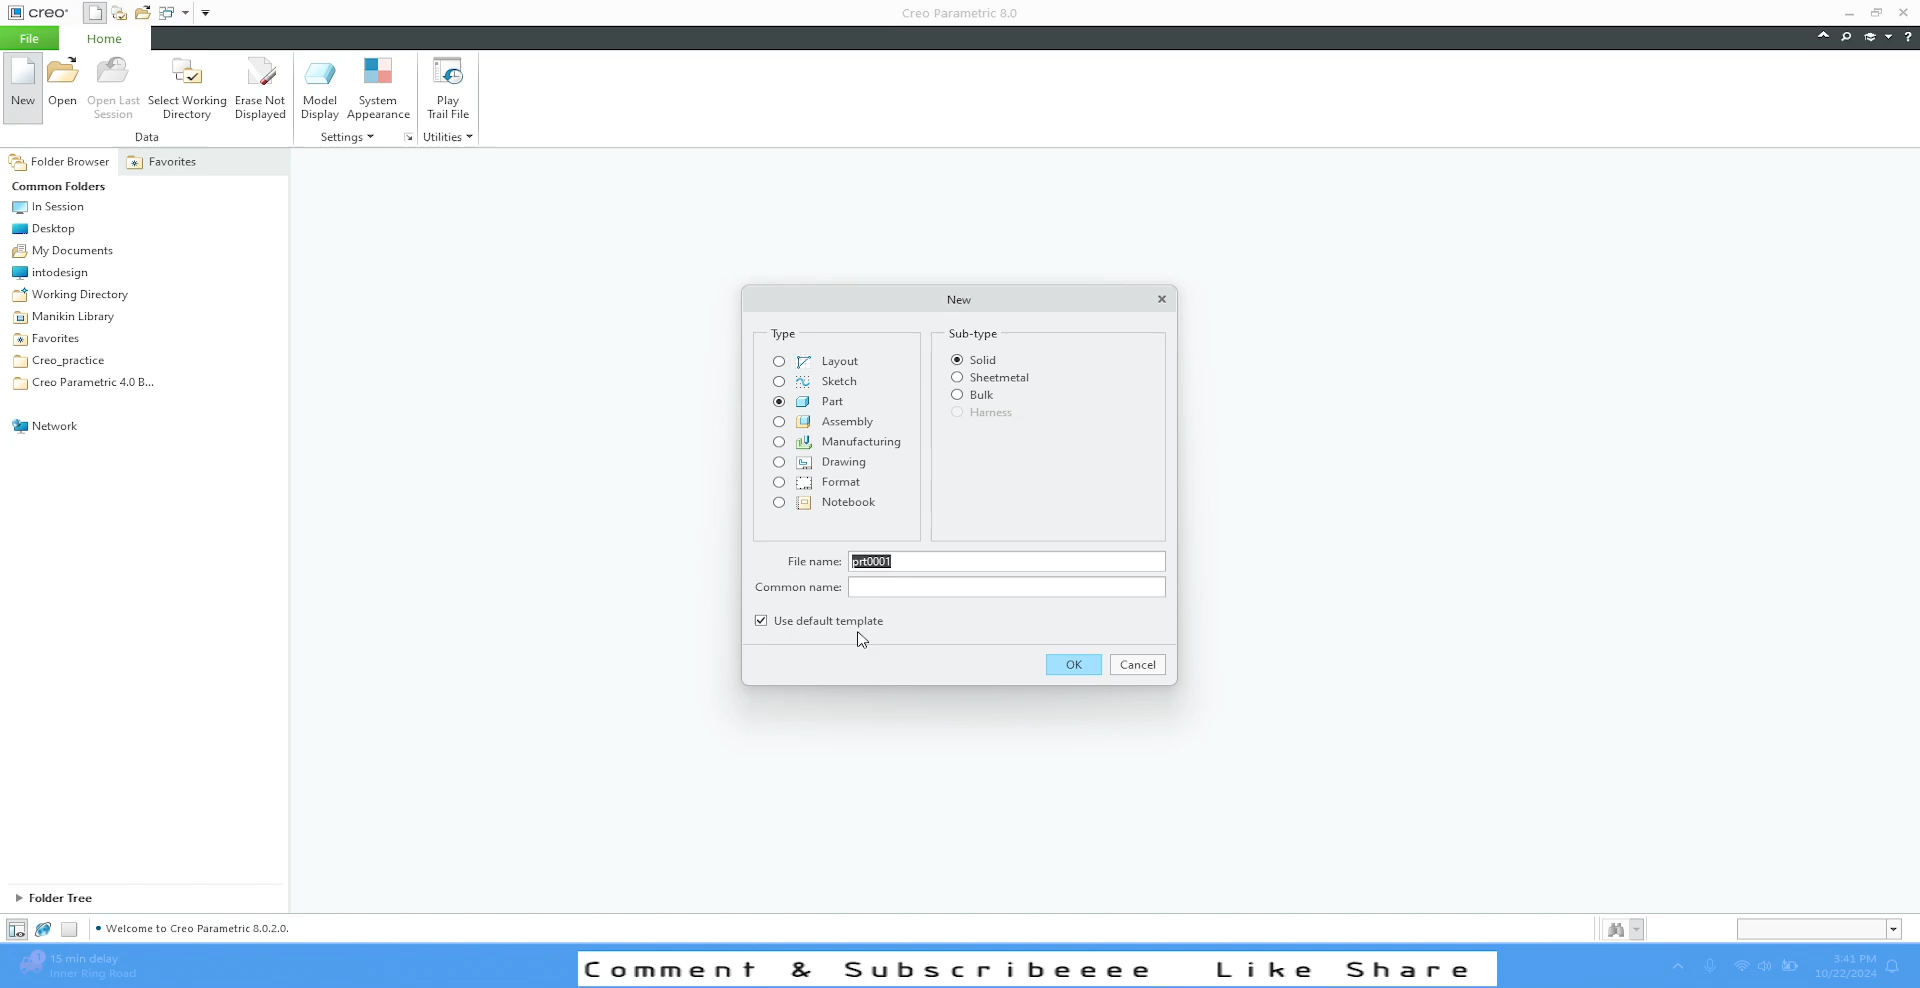 creo
Creo Parametric 8.0
File
Home
New
Open
Open Last Session
Select Working Directory
Erase Not Displayed
Model Display
System Appearance
Play Trail File
Data
Settings
Utilities
Folder Browser
Favorites
Common Folders
In Session
Desktop
My Documents
intodesign
Working Directory
Manikin Library
Favorites
Creo_practice
Creo Parametric 4.0 B...
Network
New
Type
Layout
Sketch
Part
Assembly
Manufacturing
Drawing
Format
Notebook
Sub-type
Solid
Sheetmetal
Bulk
Harness
File name: prt0001
Common name:
Use default template
OK
Cancel
Folder Tree
• Welcome to Creo Parametric 8.0.2.0.
1
15 min delay
Inner Ring Road
Comment & Subscribeeee Like Share
3:41 PM
10/22/2024